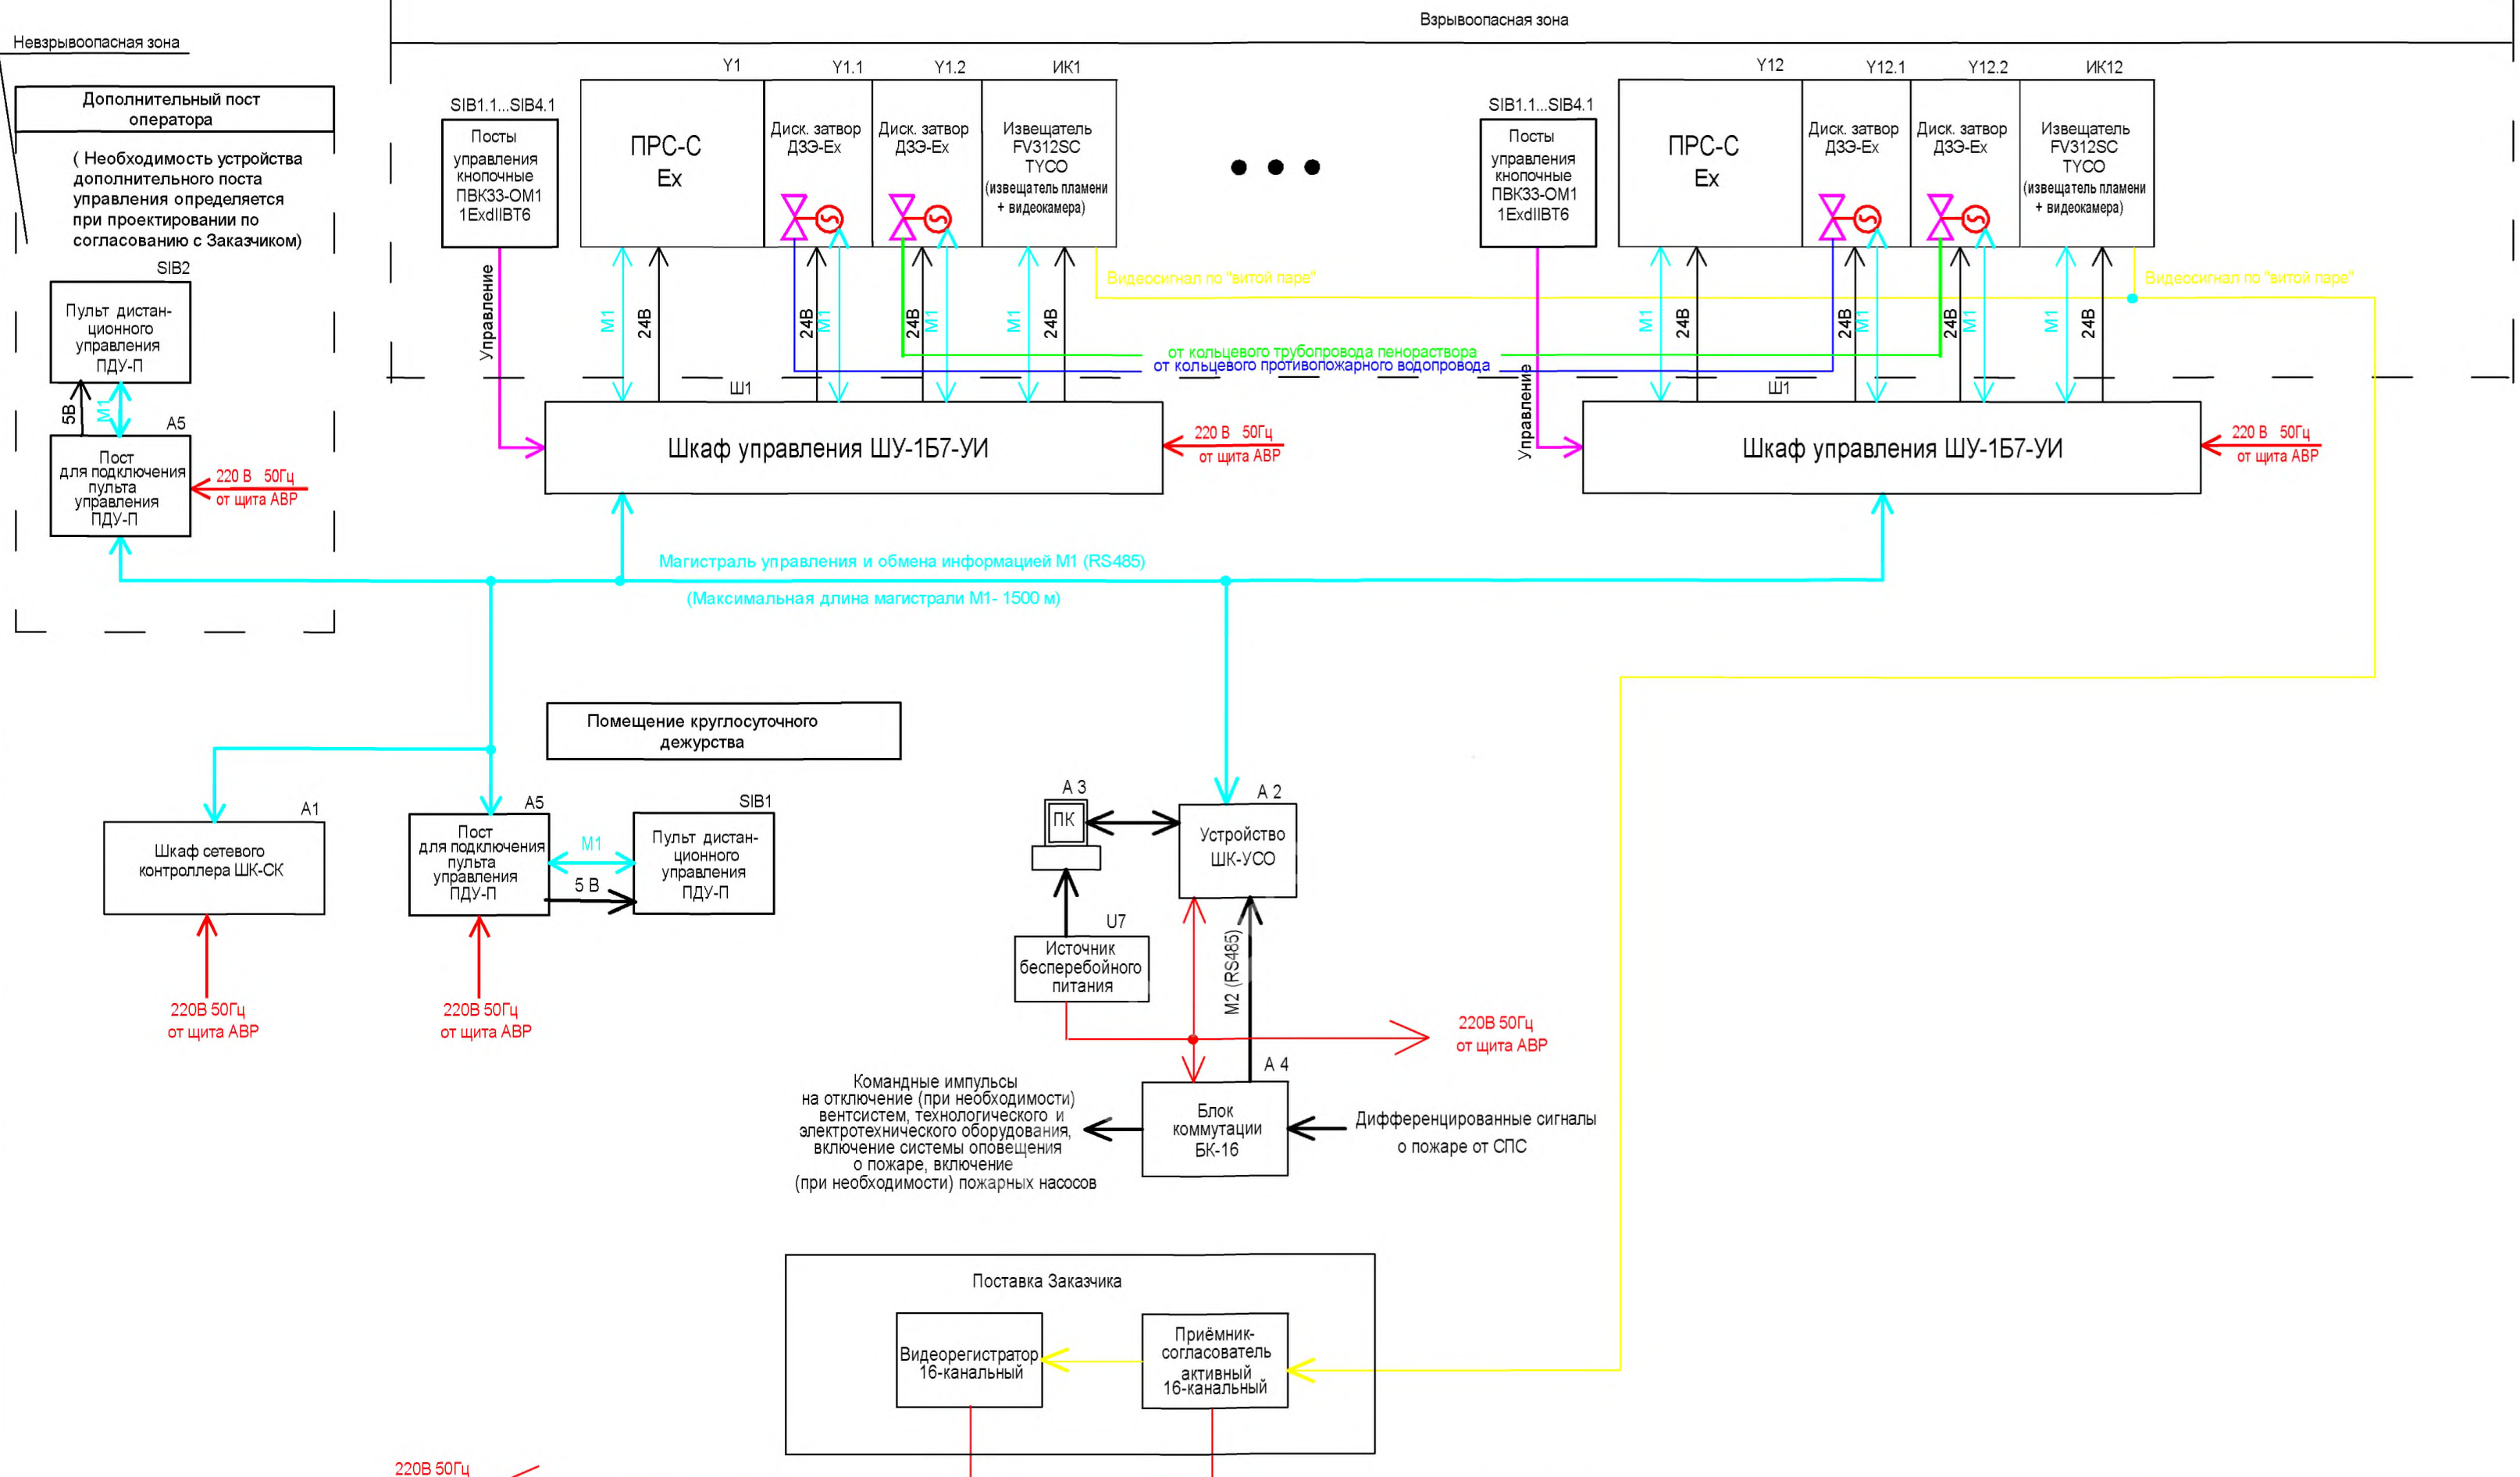 Взрывоопасная зона
Невзрывоопасная зона
Дополнительный пост
оператора
( Необходимость устройства
дополнительного поста
управления определяется
при проектировании по
согласованию с Заказчиком)
SIB2
Пульт дистан-
ционного
управления
ПДУ-П
5В
М1
А5
Пост
для подключения
пульта
управления
ПДУ-П
220 В 50Гц
от щита АВР
SIB1.1...SIB4.1
Посты
управления
кнопочные
ПВК33-ОМ1
1ExdIIBT6
Управление
Y1
ПРС-С
Ex
Y1.1
Диск. затвор
ДЗЭ-Ех
Y1.2
Диск. затвор
ДЗЭ-Ех
ИК1
Извещатель
FV312SC
TYCO
(извещатель пламени
+ видеокамера)
М1
24В
24В
М1
24В
М1
М1
24В
Видеосигнал по "витой паре"
SIB1.1...SIB4.1
Посты
управления
кнопочные
ПВК33-ОМ1
1ExdIIBT6
Управление
Y12
ПРС-С
Ex
Y12.1
Диск. затвор
ДЗЭ-Ех
Y12.2
Диск. затвор
ДЗЭ-Ех
ИК12
Извещатель
FV312SC
TYCO
(извещатель пламени
+ видеокамера)
М1
24В
24В
М1
24В
М1
М1
24В
Видеосигнал по "витой паре"
от кольцевого трубопровода пенораствора
от кольцевого противопожарного водопровода
Ш1
Шкаф управления ШУ-1Б7-УИ
220 В 50Гц
от щита АВР
Ш1
Шкаф управления ШУ-1Б7-УИ
220 В 50Гц
от щита АВР
Магистраль управления и обмена информацией М1 (RS485)
(Максимальная длина магистрали М1- 1500 м)
Помещение круглосуточного
дежурства
А1
Шкаф сетевого
контроллера ШК-СК
220В 50Гц
от щита АВР
А5
Пост
для подключения
пульта
управления
ПДУ-П
220В 50Гц
от щита АВР
М1
5 В
SIB1
Пульт дистан-
ционного
управления
ПДУ-П
А 3
ПК
А 2
Устройство
ШК-УСО
U7
Источник
бесперебойного
питания
М2 (RS485)
220В 50Гц
от щита АВР
А 4
Блок
коммутации
БК-16
Командные импульсы
на отключение (при необходимости)
вентсистем, технологического и
электротехнического оборудования,
включение системы оповещения
о пожаре, включение
(при необходимости) пожарных насосов
Дифференцированные сигналы
о пожаре от СПС
Поставка Заказчика
Видеорегистратор
16-канальный
Приёмник-
согласователь
активный
16-канальный
220В 50Гц